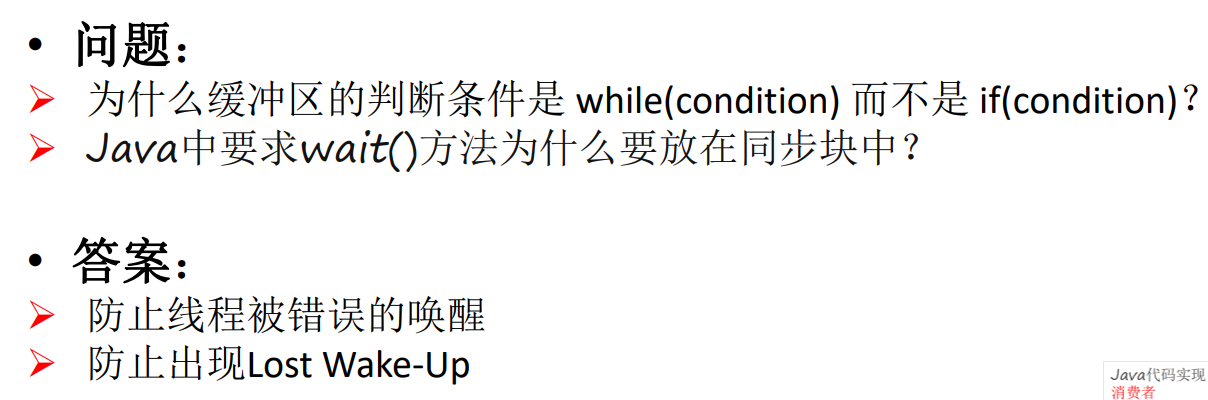 • 问题：
➢ 为什么缓冲区的判断条件是 while(condition) 而不是 if(condition)？
➢ Java中要求wait()方法为什么要放在同步块中？
• 答案：
➢ 防止线程被错误的唤醒
➢ 防止出现Lost Wake-Up
Java代码实现
消费者